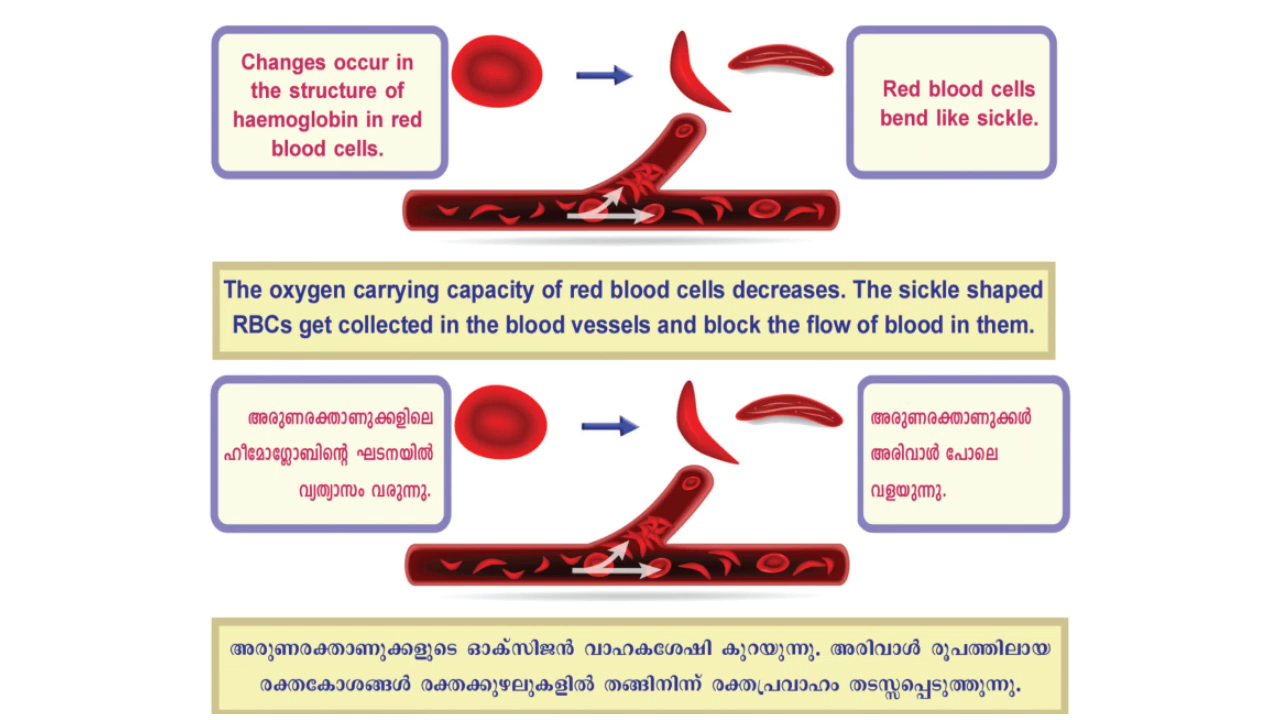 Changes occur in
the structure of
haemoglobin in red
blood cells.
Red blood cells
bend like sickle.
The oxygen carrying capacity of red blood cells decreases. The sickle shaped
RBCs get collected in the blood vessels and block the flow of blood in them.
അരുണരക്താണുക്കളിലെ
ഹീമോഗ്ലോബിന്റെ ഘടനയിൽ
വ്യത്യാസം വരുന്നു.
അരുണരക്താണുക്കൾ
അരിവാൾ പോലെ
വളയുന്നു.
അരുണരക്താണുക്കളുടെ ഓക്സിജൻ വാഹകശേഷി കുറയുന്നു. അരിവാൾ രൂപത്തിലായ
രക്തകോശങ്ങൾ രക്തക്കുഴലുകളിൽ തങ്ങിനിന്ന് രക്തപ്രവാഹം തടസ്സപ്പെടുത്തുന്നു.